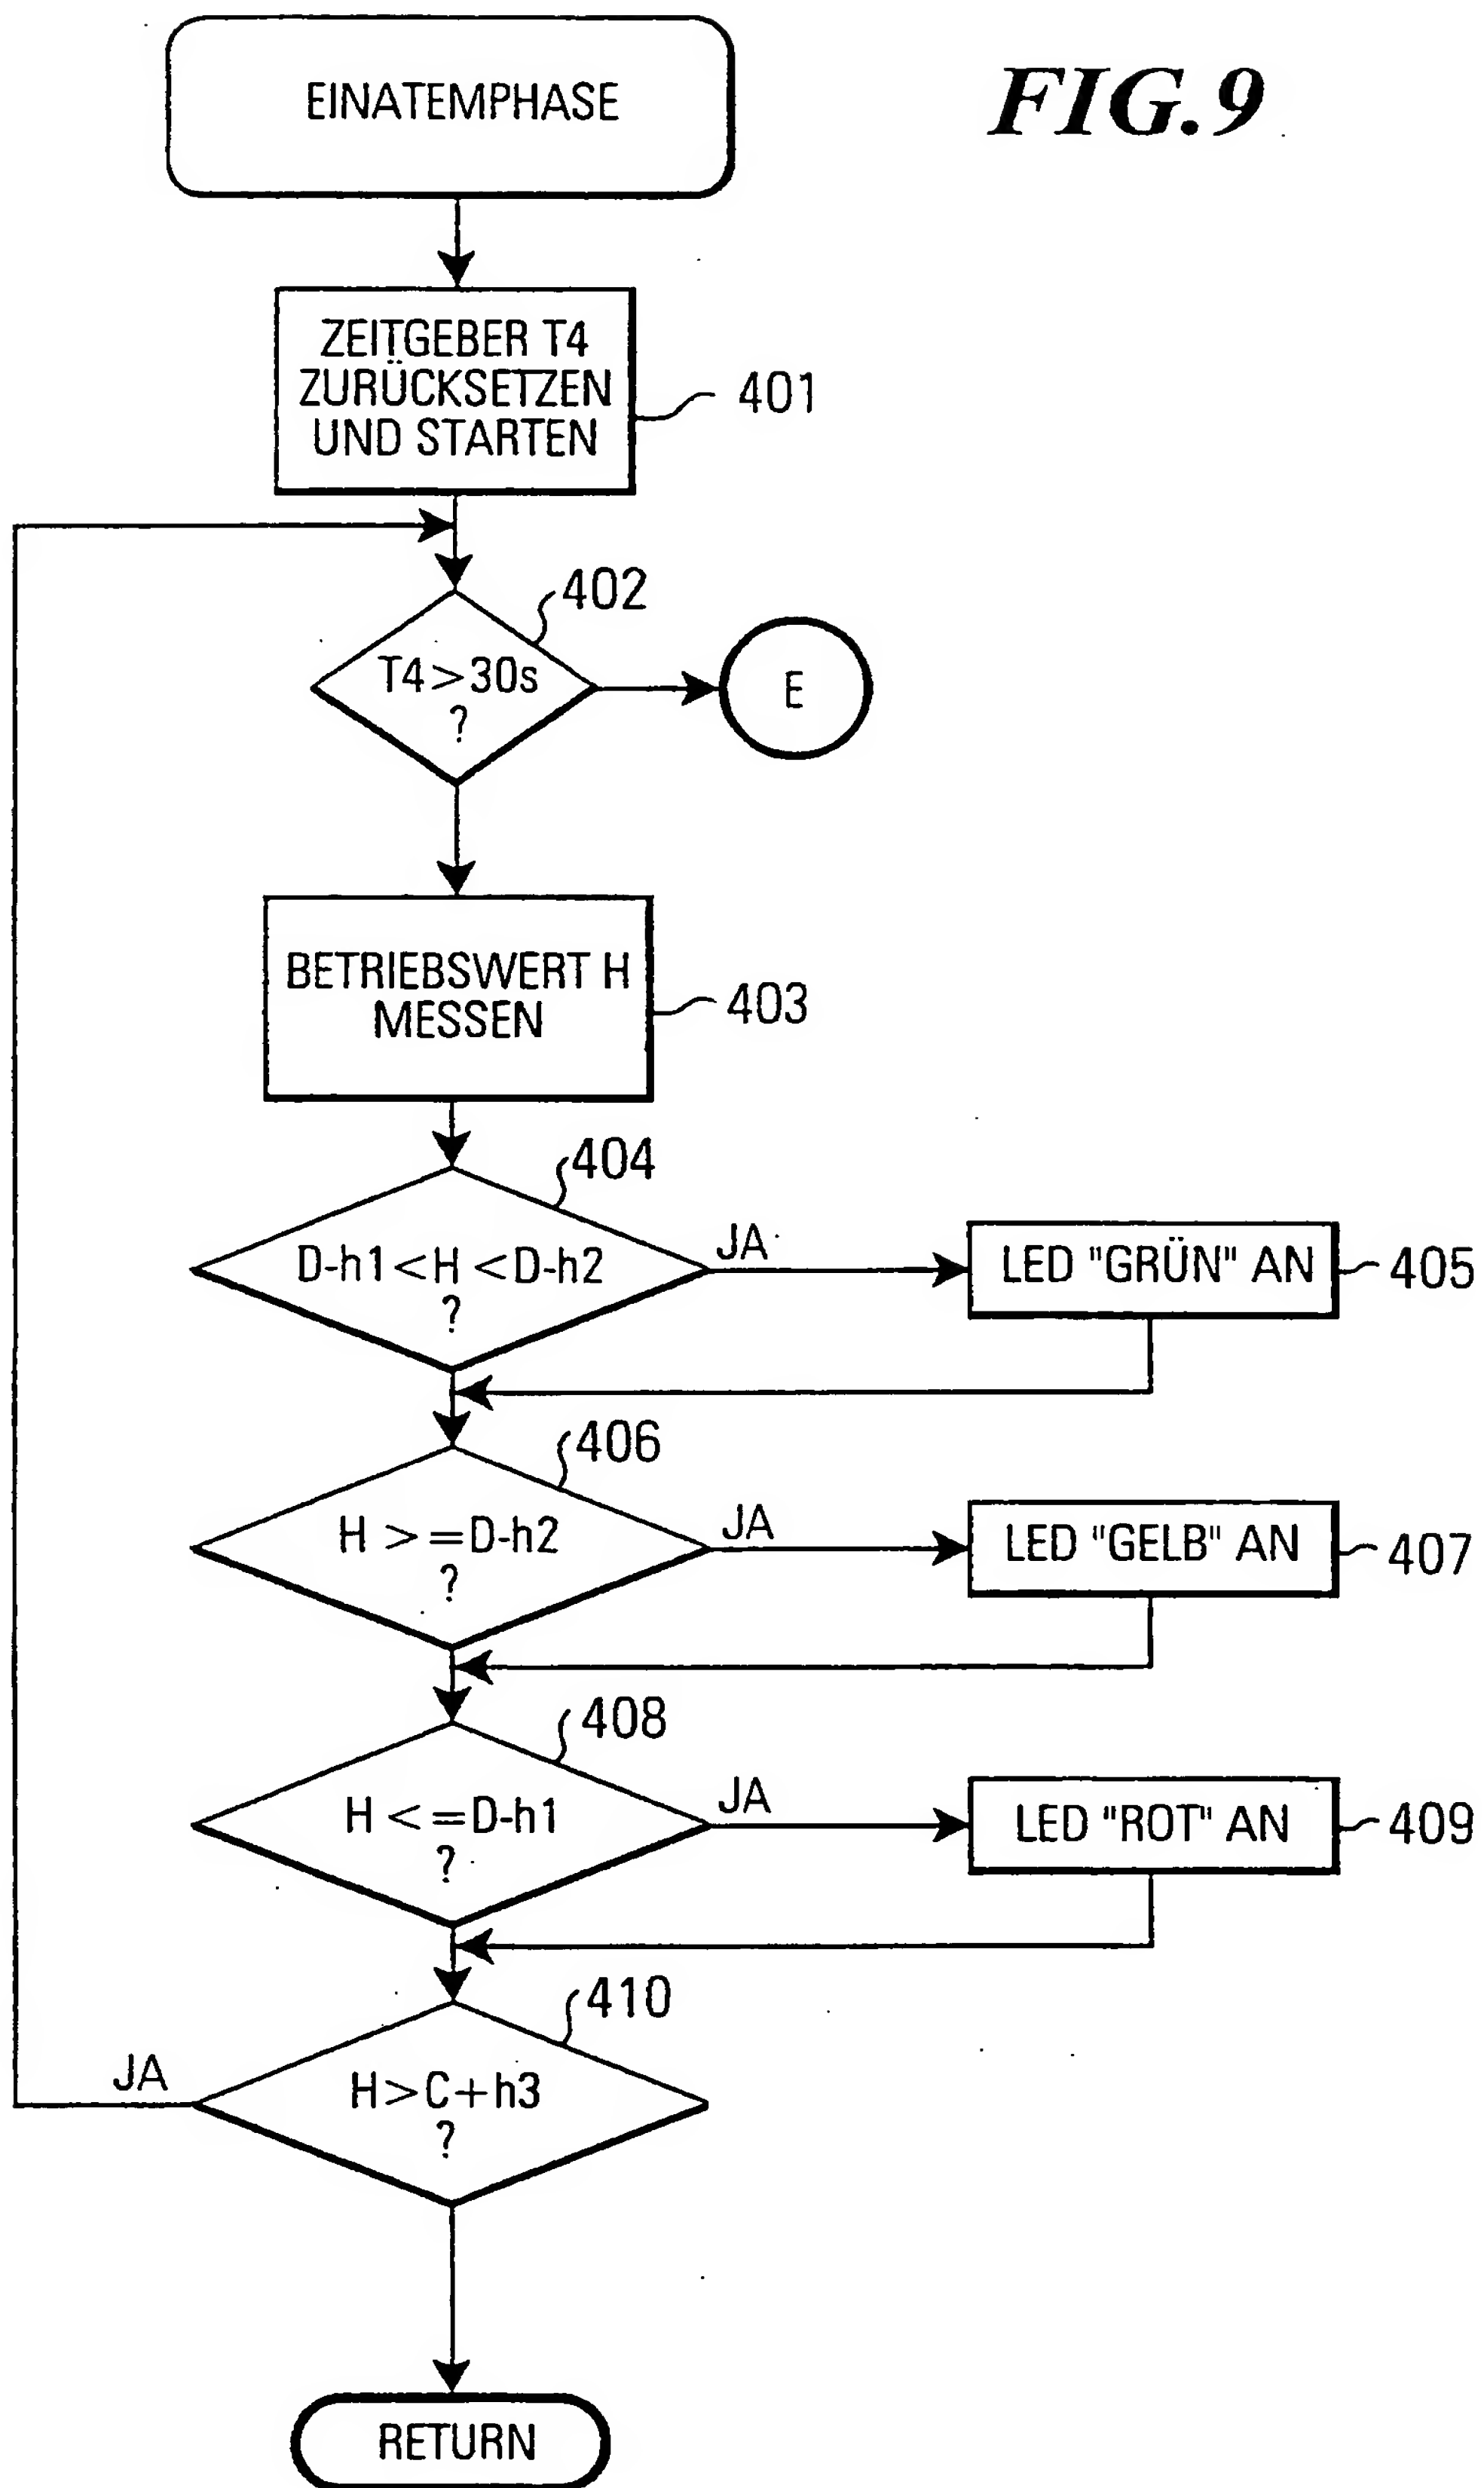 EINATEMPHASE
FIG.9
ZEITGEBER T4
ZURÜCKSETZEN
UND STARTEN
401
402
T4>30s
?
E
BETRIEBSWERT H
MESSEN
403
404
D-h1<H <D-h2
?
JA
LED "GRÜN" AN
405
406
H >=D-h2
?
JA
LED "GELB" AN
407
408
H <=D-h1
?
JA
LED "ROT" AN
409
410
JA
H>C+h3
?
RETURN